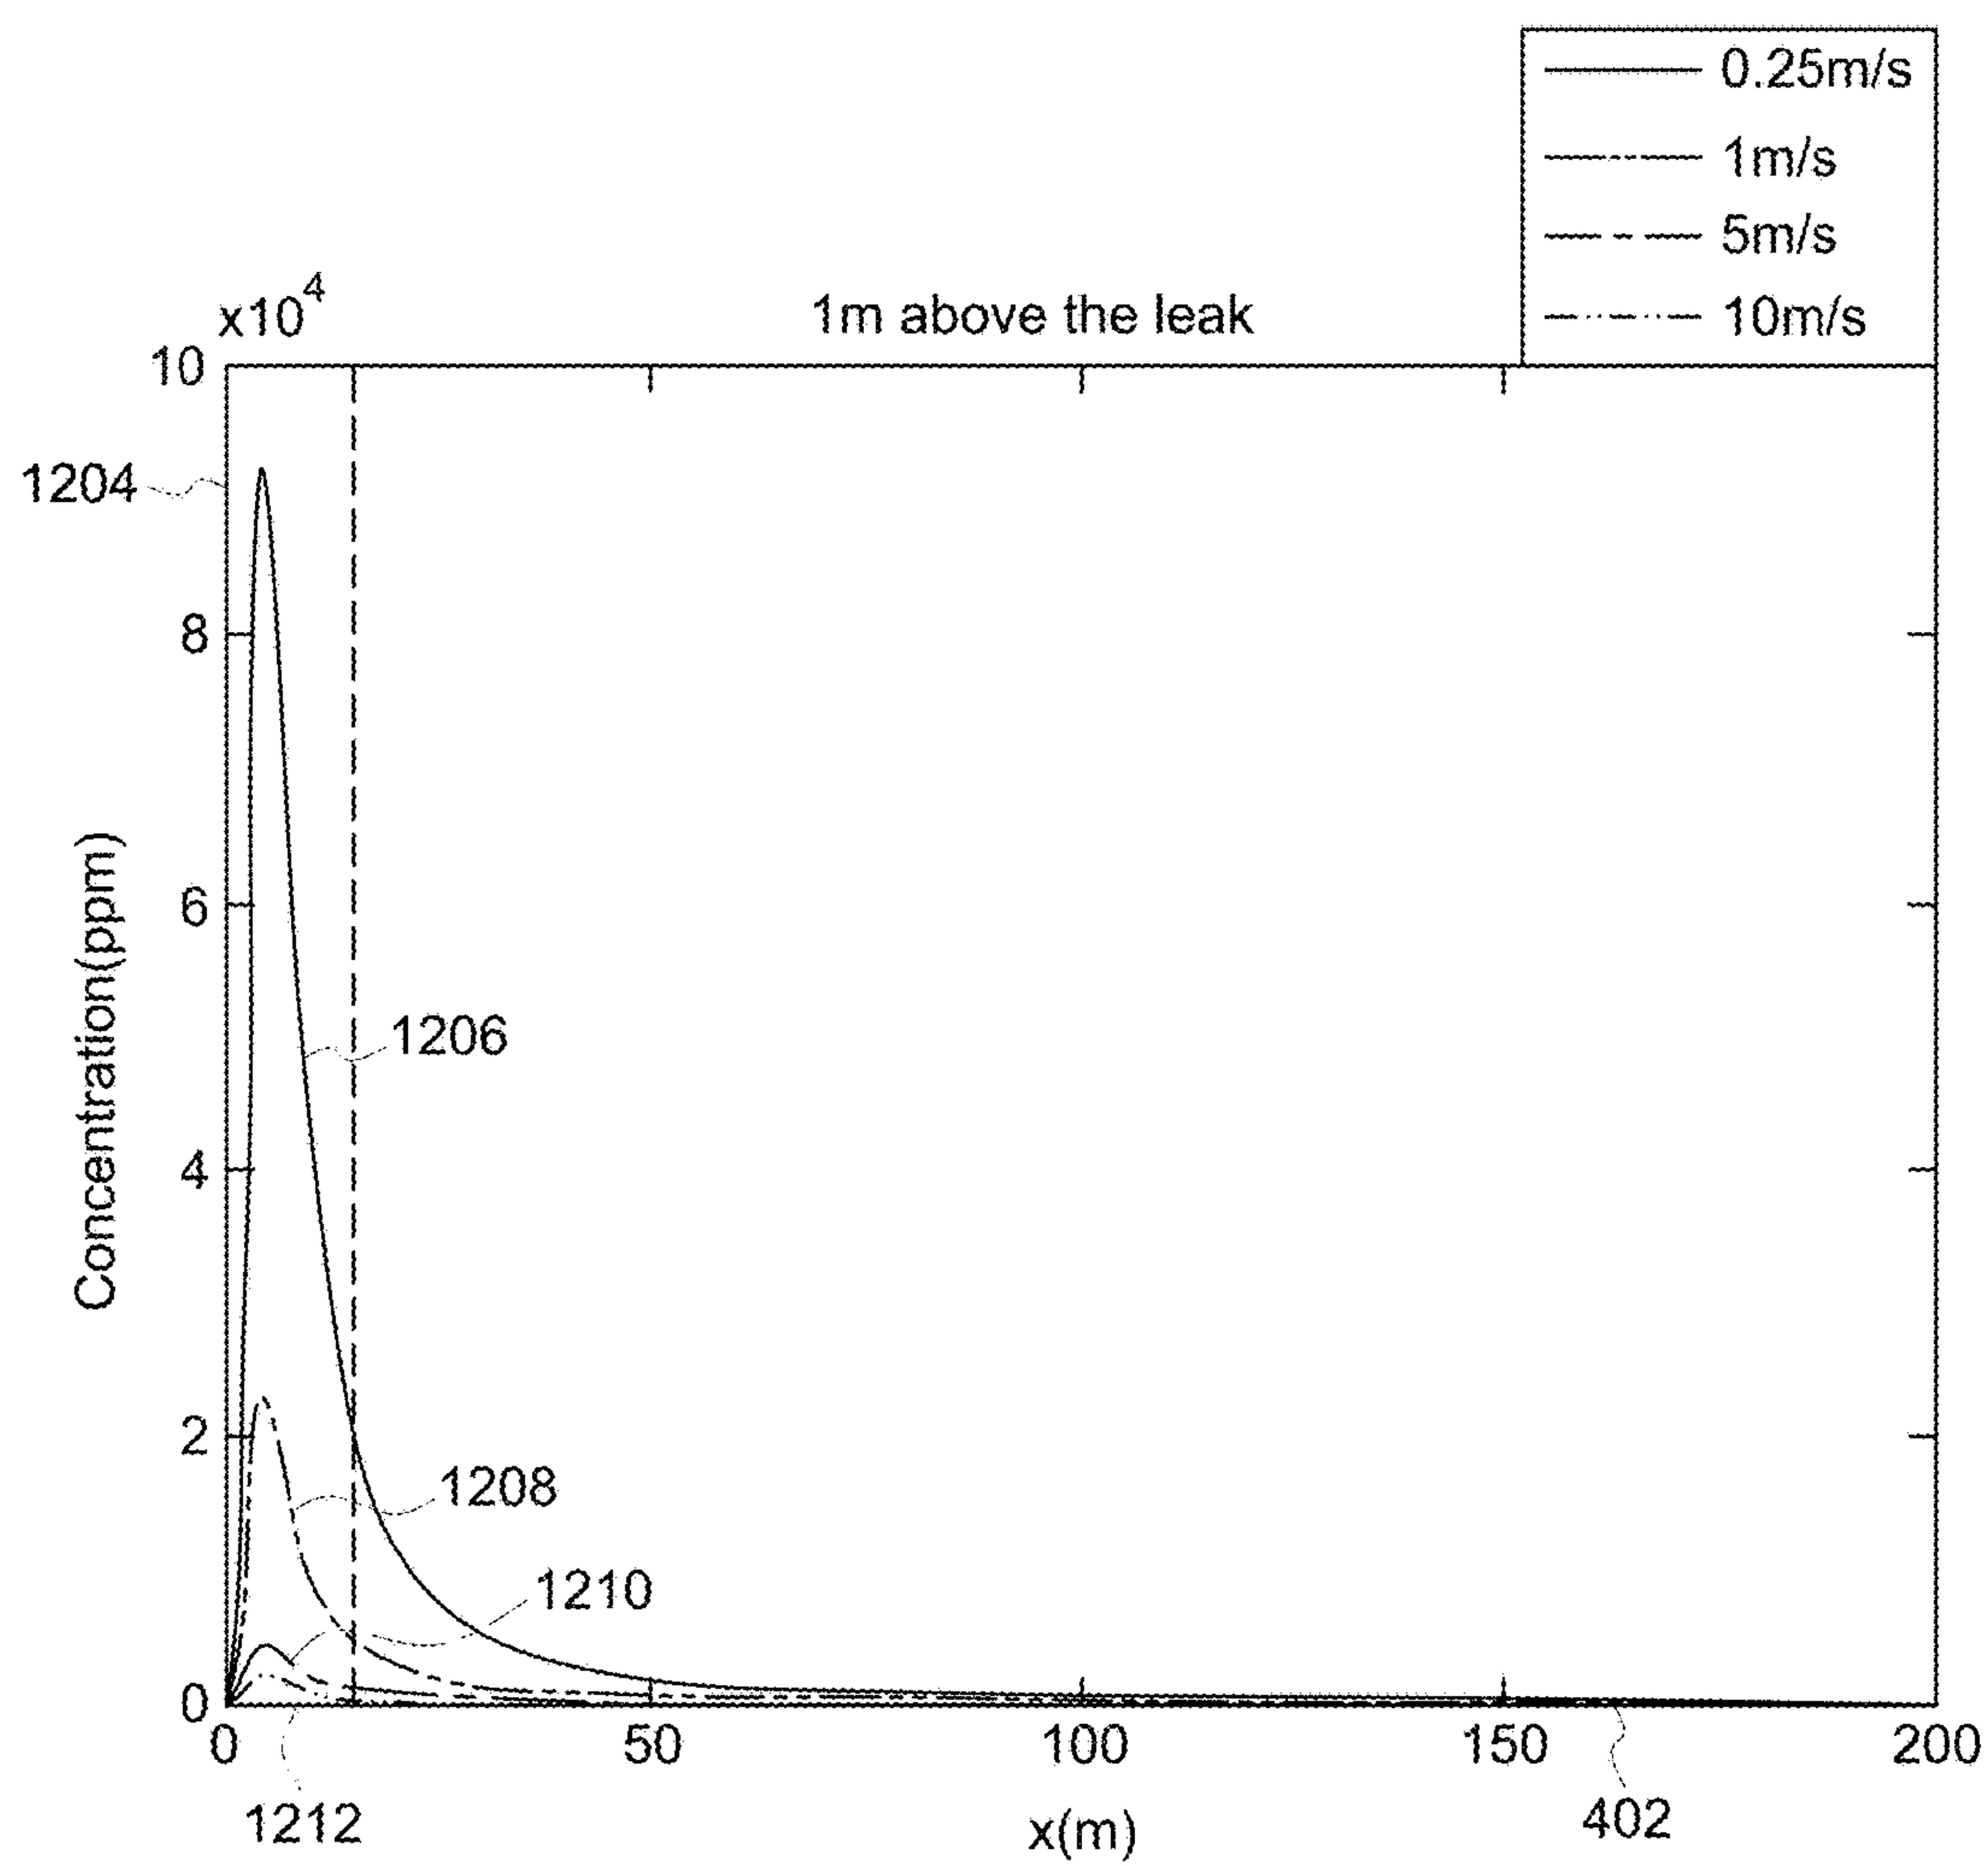 0.25m/s
1m/s
5m/s
10m/s
x10^4
1m above the leak
10
1204
8
6
Concentration(ppm)
1206
4
2
1208
1210
0
0 50 100 150 200
1212 x(m) 402